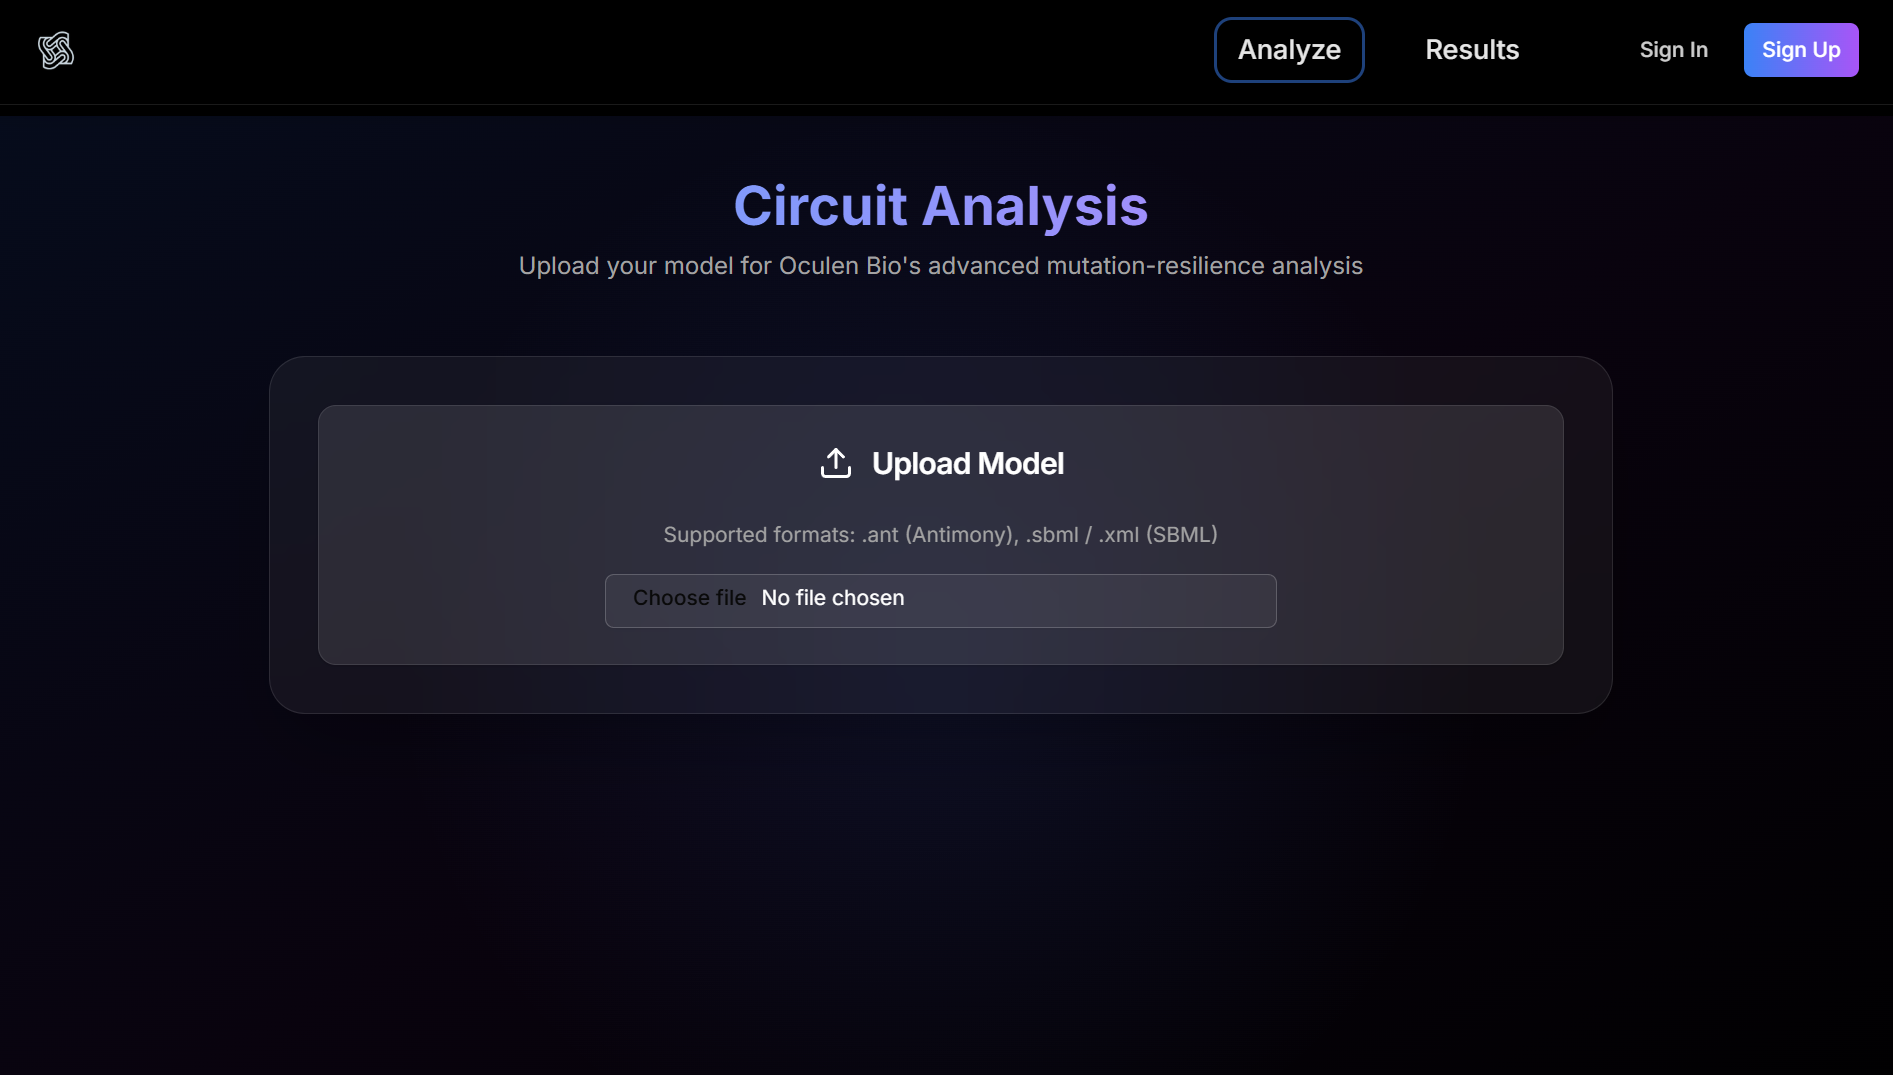 Analyze Results Sign In Sign Up
Circuit Analysis
Upload your model for Oculen Bio's advanced mutation-resilience analysis
Upload Model
Supported formats: .ant (Antimony), .sbml / .xml (SBML)
Choose file No file chosen